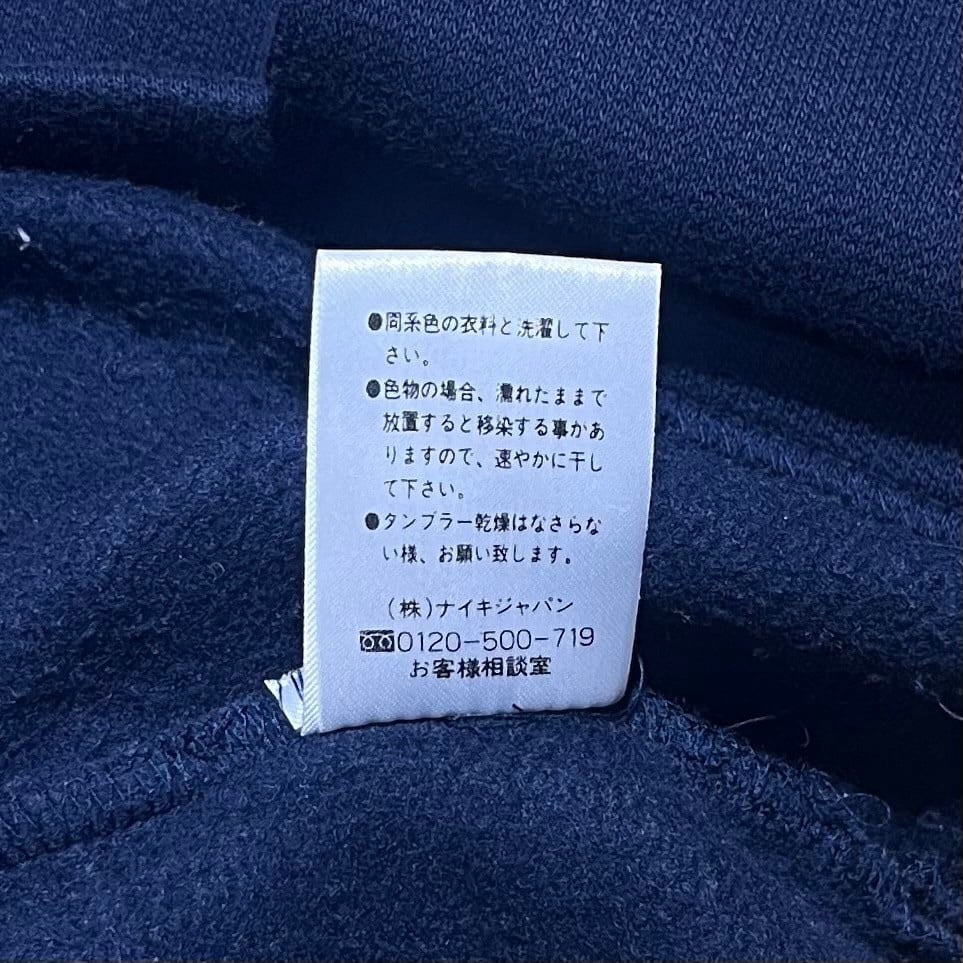 ●同系色の衣料と洗濯して下
さい。
●色物の場合、濡れたままで
放置すると移染する事があ
りますので、速やかに干し
て下さい。
●タンブラー乾燥はなさらな
い様、お願い致します。
(株)ナイキジャパン
0120-500-719
お客様相談室